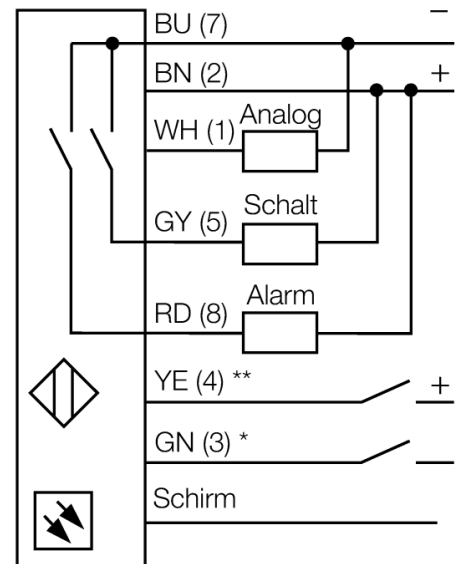 BU (7) −
BN (2) +
WH (1) Analog
GY (5) Schalt
RD (8) Alarm
YE (4) ** +
GN (3) *
Schirm